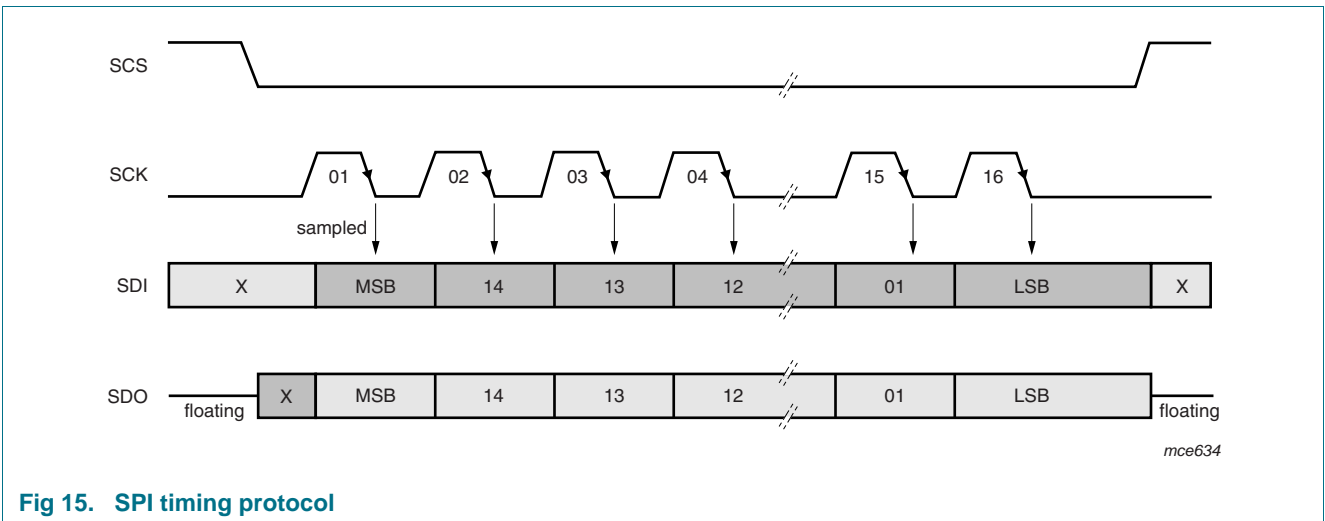 SCS
SCK
01 02 03 04 15 16
sampled
SDI
X MSB 14 13 12 01 LSB X
SDO
X MSB 14 13 12 01 LSB
floating
floating
mce634
Fig 15. SPI timing protocol